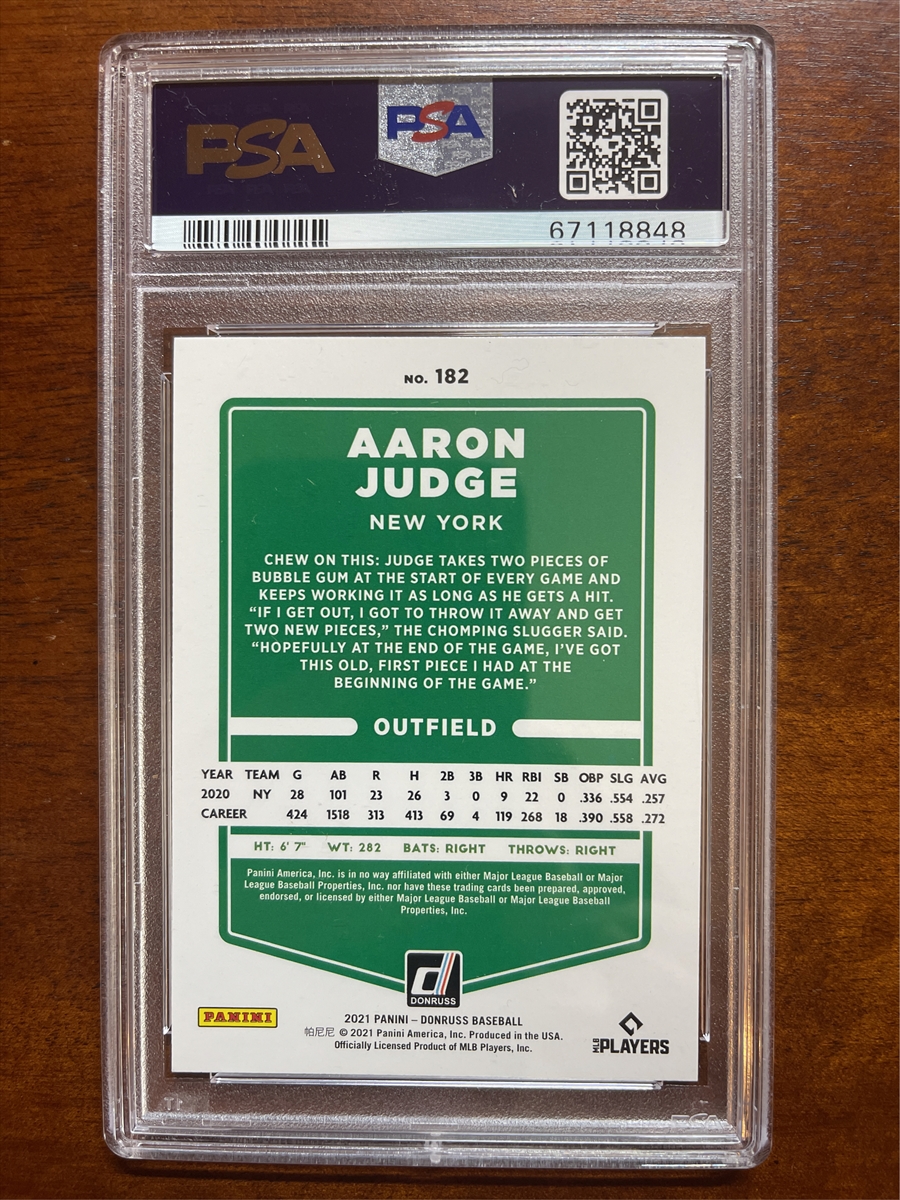 PSA PSA
67118848
NO. 182
AARON
JUDGE
NEW YORK
CHEW ON THIS: JUDGE TAKES TWO PIECES OF
BUBBLE GUM AT THE START OF EVERY GAME AND
KEEPS WORKING IT AS LONG AS HE GETS A HIT.
“IF I GET OUT, I GOT TO THROW IT AWAY AND GET
TWO NEW PIECES,” THE CHOMPING SLUGGER SAID.
“HOPEFULLY AT THE END OF THE GAME, I’VE GOT
THIS OLD, FIRST PIECE I HAD AT THE
BEGINNING OF THE GAME.”
OUTFIELD
YEAR TEAM G AB R H 2B 3B HR RBI SB OBP SLG AVG
2020 NY 28 101 23 26 3 0 9 22 0 .336 .554 .257
CAREER 424 1518 313 413 69 4 119 268 18 .390 .558 .272
HT: 6' 7" WT: 282 BATS: RIGHT THROWS: RIGHT
Panini America, Inc. is in no way affiliated with either Major League Baseball or Major
League Baseball Properties, Inc. nor have these trading cards been prepared, approved,
endorsed, or licensed by either Major League Baseball or Major League Baseball
Properties, Inc.
DONRUSS
PANINI
2021 PANINI – DONRUSS BASEBALL
帕尼尼 © 2021 Panini America, Inc. Produced in the USA.
Officially Licensed Product of MLB Players, Inc.
MLB PLAYERS
PSA